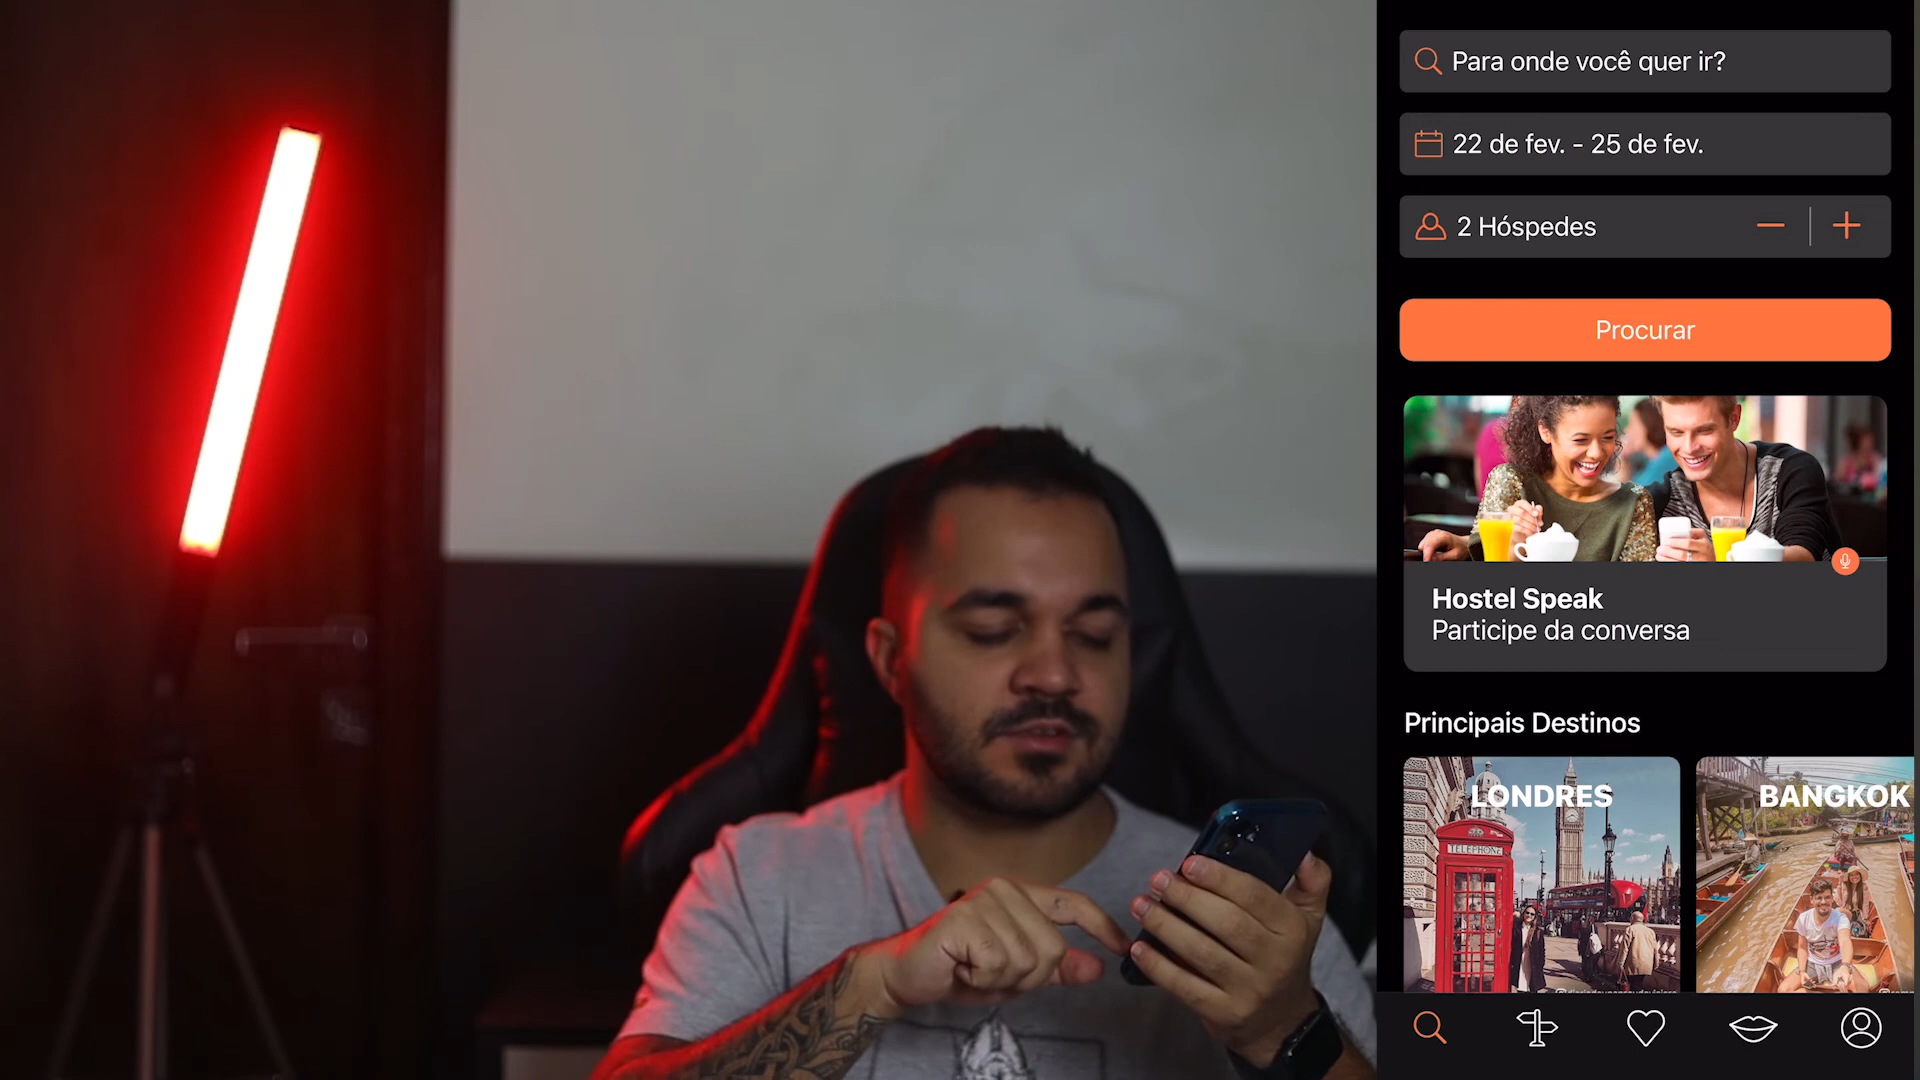 Para onde você quer ir?
22 de fev. - 25 de fev.
2 Hóspedes
Procurar
Hostel Speak
Participe da conversa
Principais Destinos
LONDRES
BANGKOK
TELEPHONE